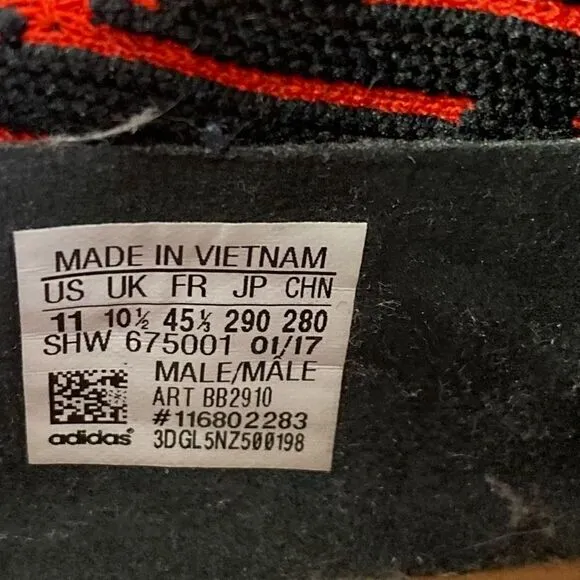 MADE IN VIETNAM
US UK FR JP CHN
11 10½ 45⅓ 290 280
SHW 675001 01/17
MALE/MÂLE
ART BB2910
#116802283
adidas® 3DGL5NZ500198